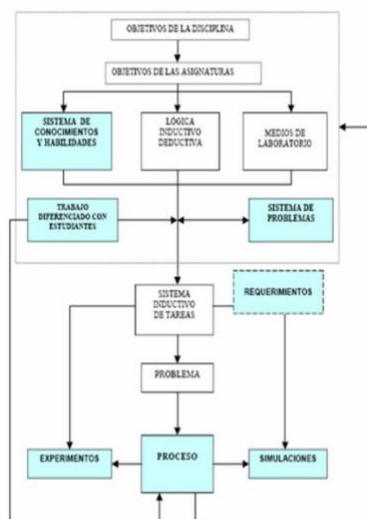 OBJETIVOS DE LA DISCIPLINA
OBJETIVOS DE LAS ASIGNATURAS
SISTEMA DE
CONOCIMIENTOS
Y HABILIDADES
LÓGICA
INDUCTIVO
DEDUCTIVA
MEDIOS DE
LABORATORIO
TRABAJO
DIFERENCIADO CON
ESTUDIANTES
SISTEMA DE
PROBLEMAS
SISTEMA
INDUCTIVO
DE TAREAS
REQUERIMIENTOS
PROBLEMA
EXPERIMENTOS
PROCESO
SIMULACIONES